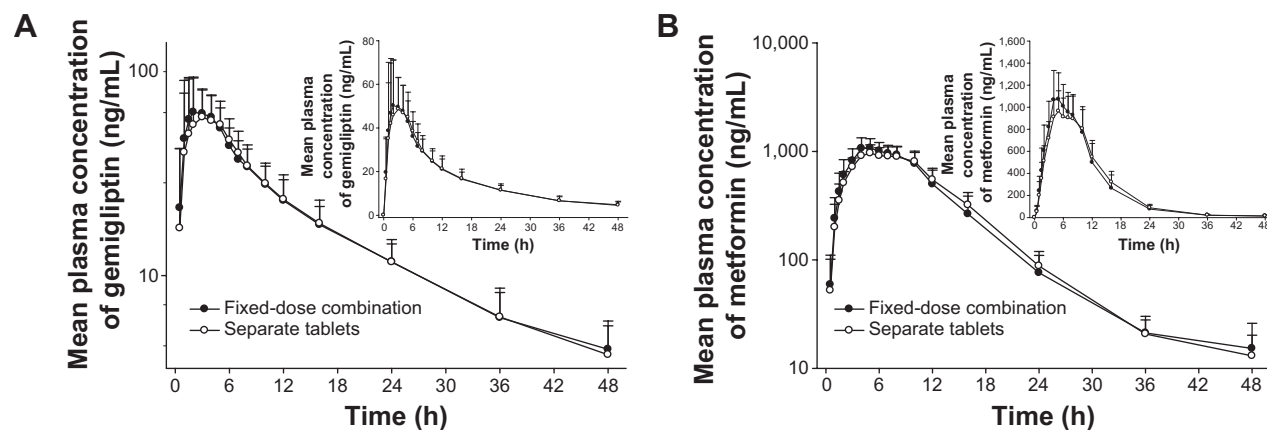 A
Mean plasma concentration
of gemigliptin (ng/mL)
100
10
0 6 12 18 24 30 36 42 48
Time (h)
Fixed-dose combination
Separate tablets
Mean plasma
concentration
of gemigliptin (ng/mL)
80
60
40
20
0
0 6 12 18 24 30 36 42 48
Time (h)
B
Mean plasma concentration
of metformin (ng/mL)
10,000
1,000
100
10
0 6 12 18 24 30 36 42 48
Time (h)
Fixed-dose combination
Separate tablets
Mean plasma
concentration
of metformin (ng/mL)
1,600
1,400
1,200
1,000
800
600
400
200
0
0 6 12 18 24 30 36 42 48
Time (h)